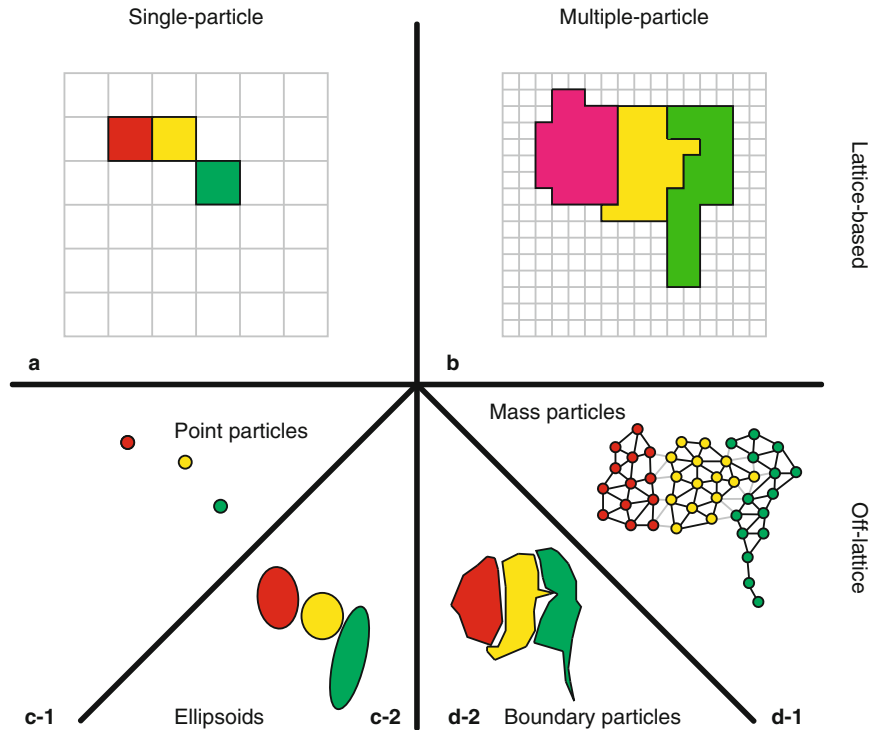 Single-particle
Multiple-particle
Lattice-based
a
b
Point particles
Mass particles
Off-lattice
c-1
Ellipsoids
c-2
d-2
Boundary particles
d-1